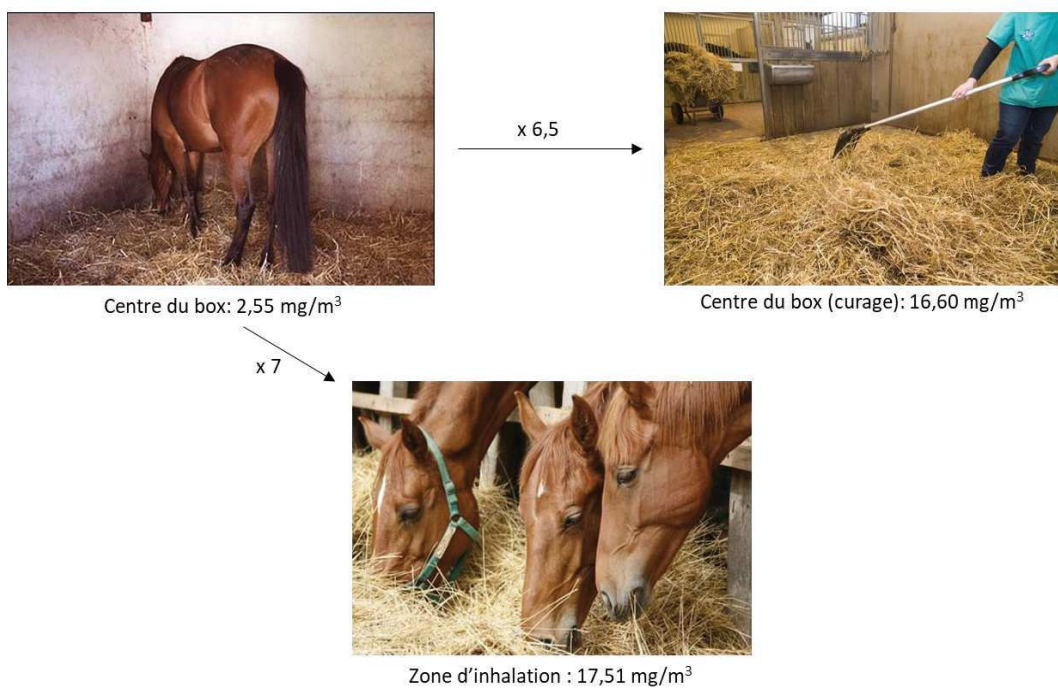 x 6,5
Centre du box: 2,55 mg/m³
Centre du box (curage): 16,60 mg/m³
x 7
Zone d’inhalation : 17,51 mg/m³